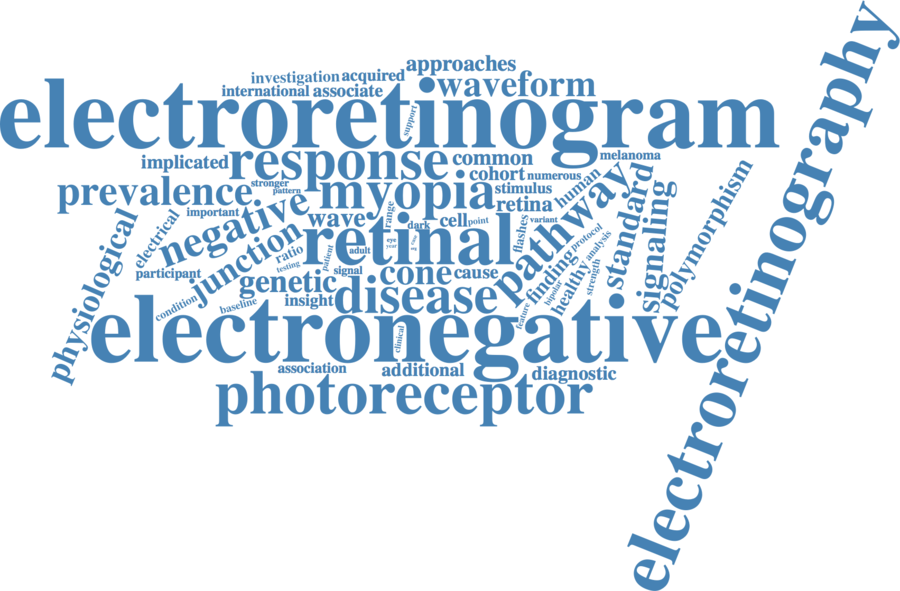 approaches
investigation acquired
waveform
international associate
electroretinogram
support
electroretinography
implicated
response
common
melanoma
cohort
numerous
prevalence
stronger
pattern
myopia
stimulus
human
pathway
standard
signaling
polymorphism
retina
important
negative
wave
range
dark
cell
point
variant
flashes
protocol
physiological
electrical
junction
ratio
retinal
adult
eye
year
patient
finding
analysis
participant
testing
signal
cone
cause
healthy
strength
bipolar
genetic
disease
condition
baseline
insight
feature
electronegative
clinical
association
additional
diagnostic
photoreceptor